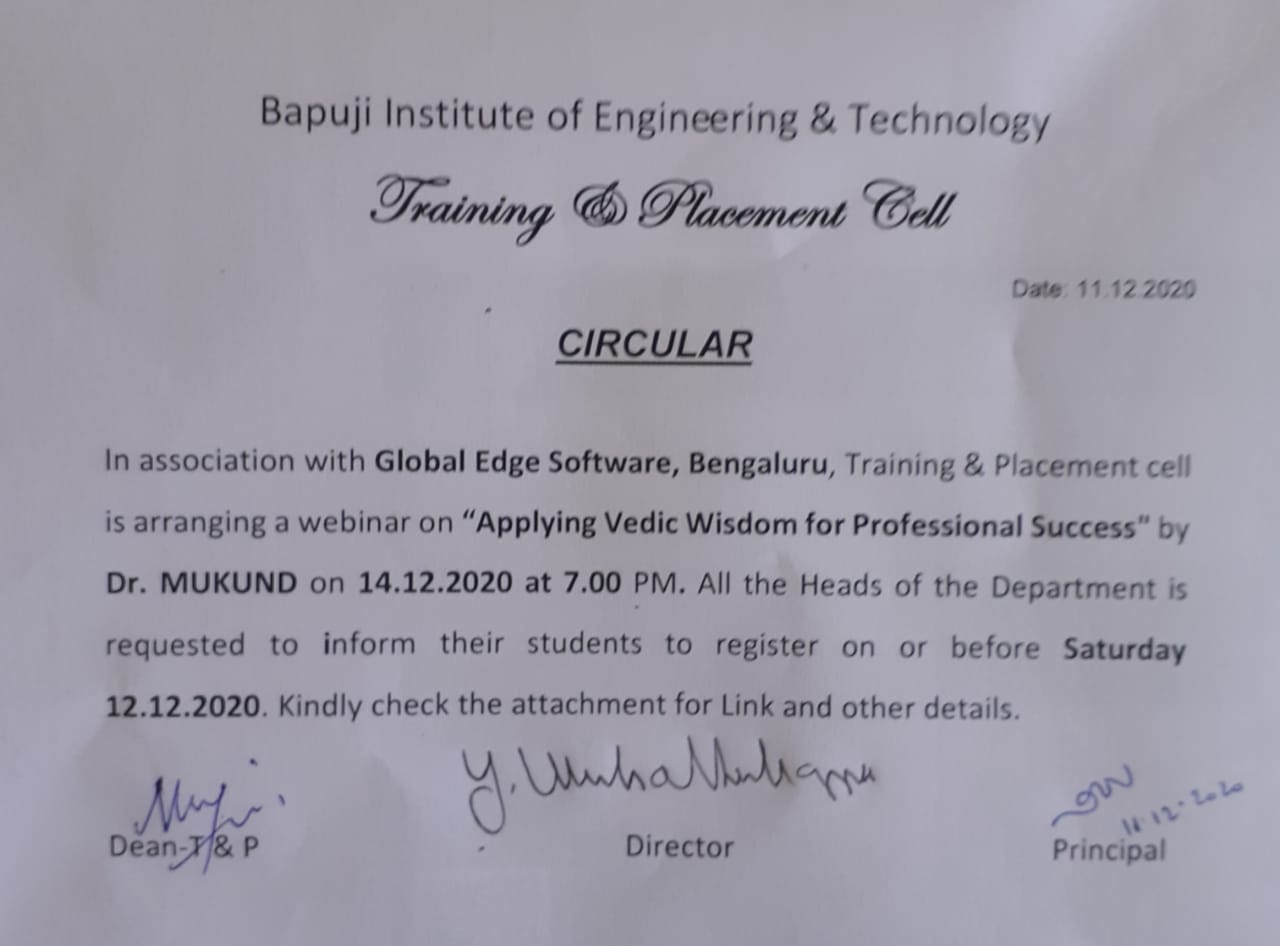 Bapuji Institute of Engineering & Technology
Training & Placement Cell
Date: 11.12.2020
CIRCULAR
In association with Global Edge Software, Bengaluru, Training & Placement cell
is arranging a webinar on “Applying Vedic Wisdom for Professional Success" by
Dr. MUKUND on 14.12.2020 at 7.00 PM. All the Heads of the Department is
requested to inform their students to register on or before Saturday
12.12.2020. Kindly check the attachment for Link and other details.
11.12.2020
Dean-T & P Director Principal